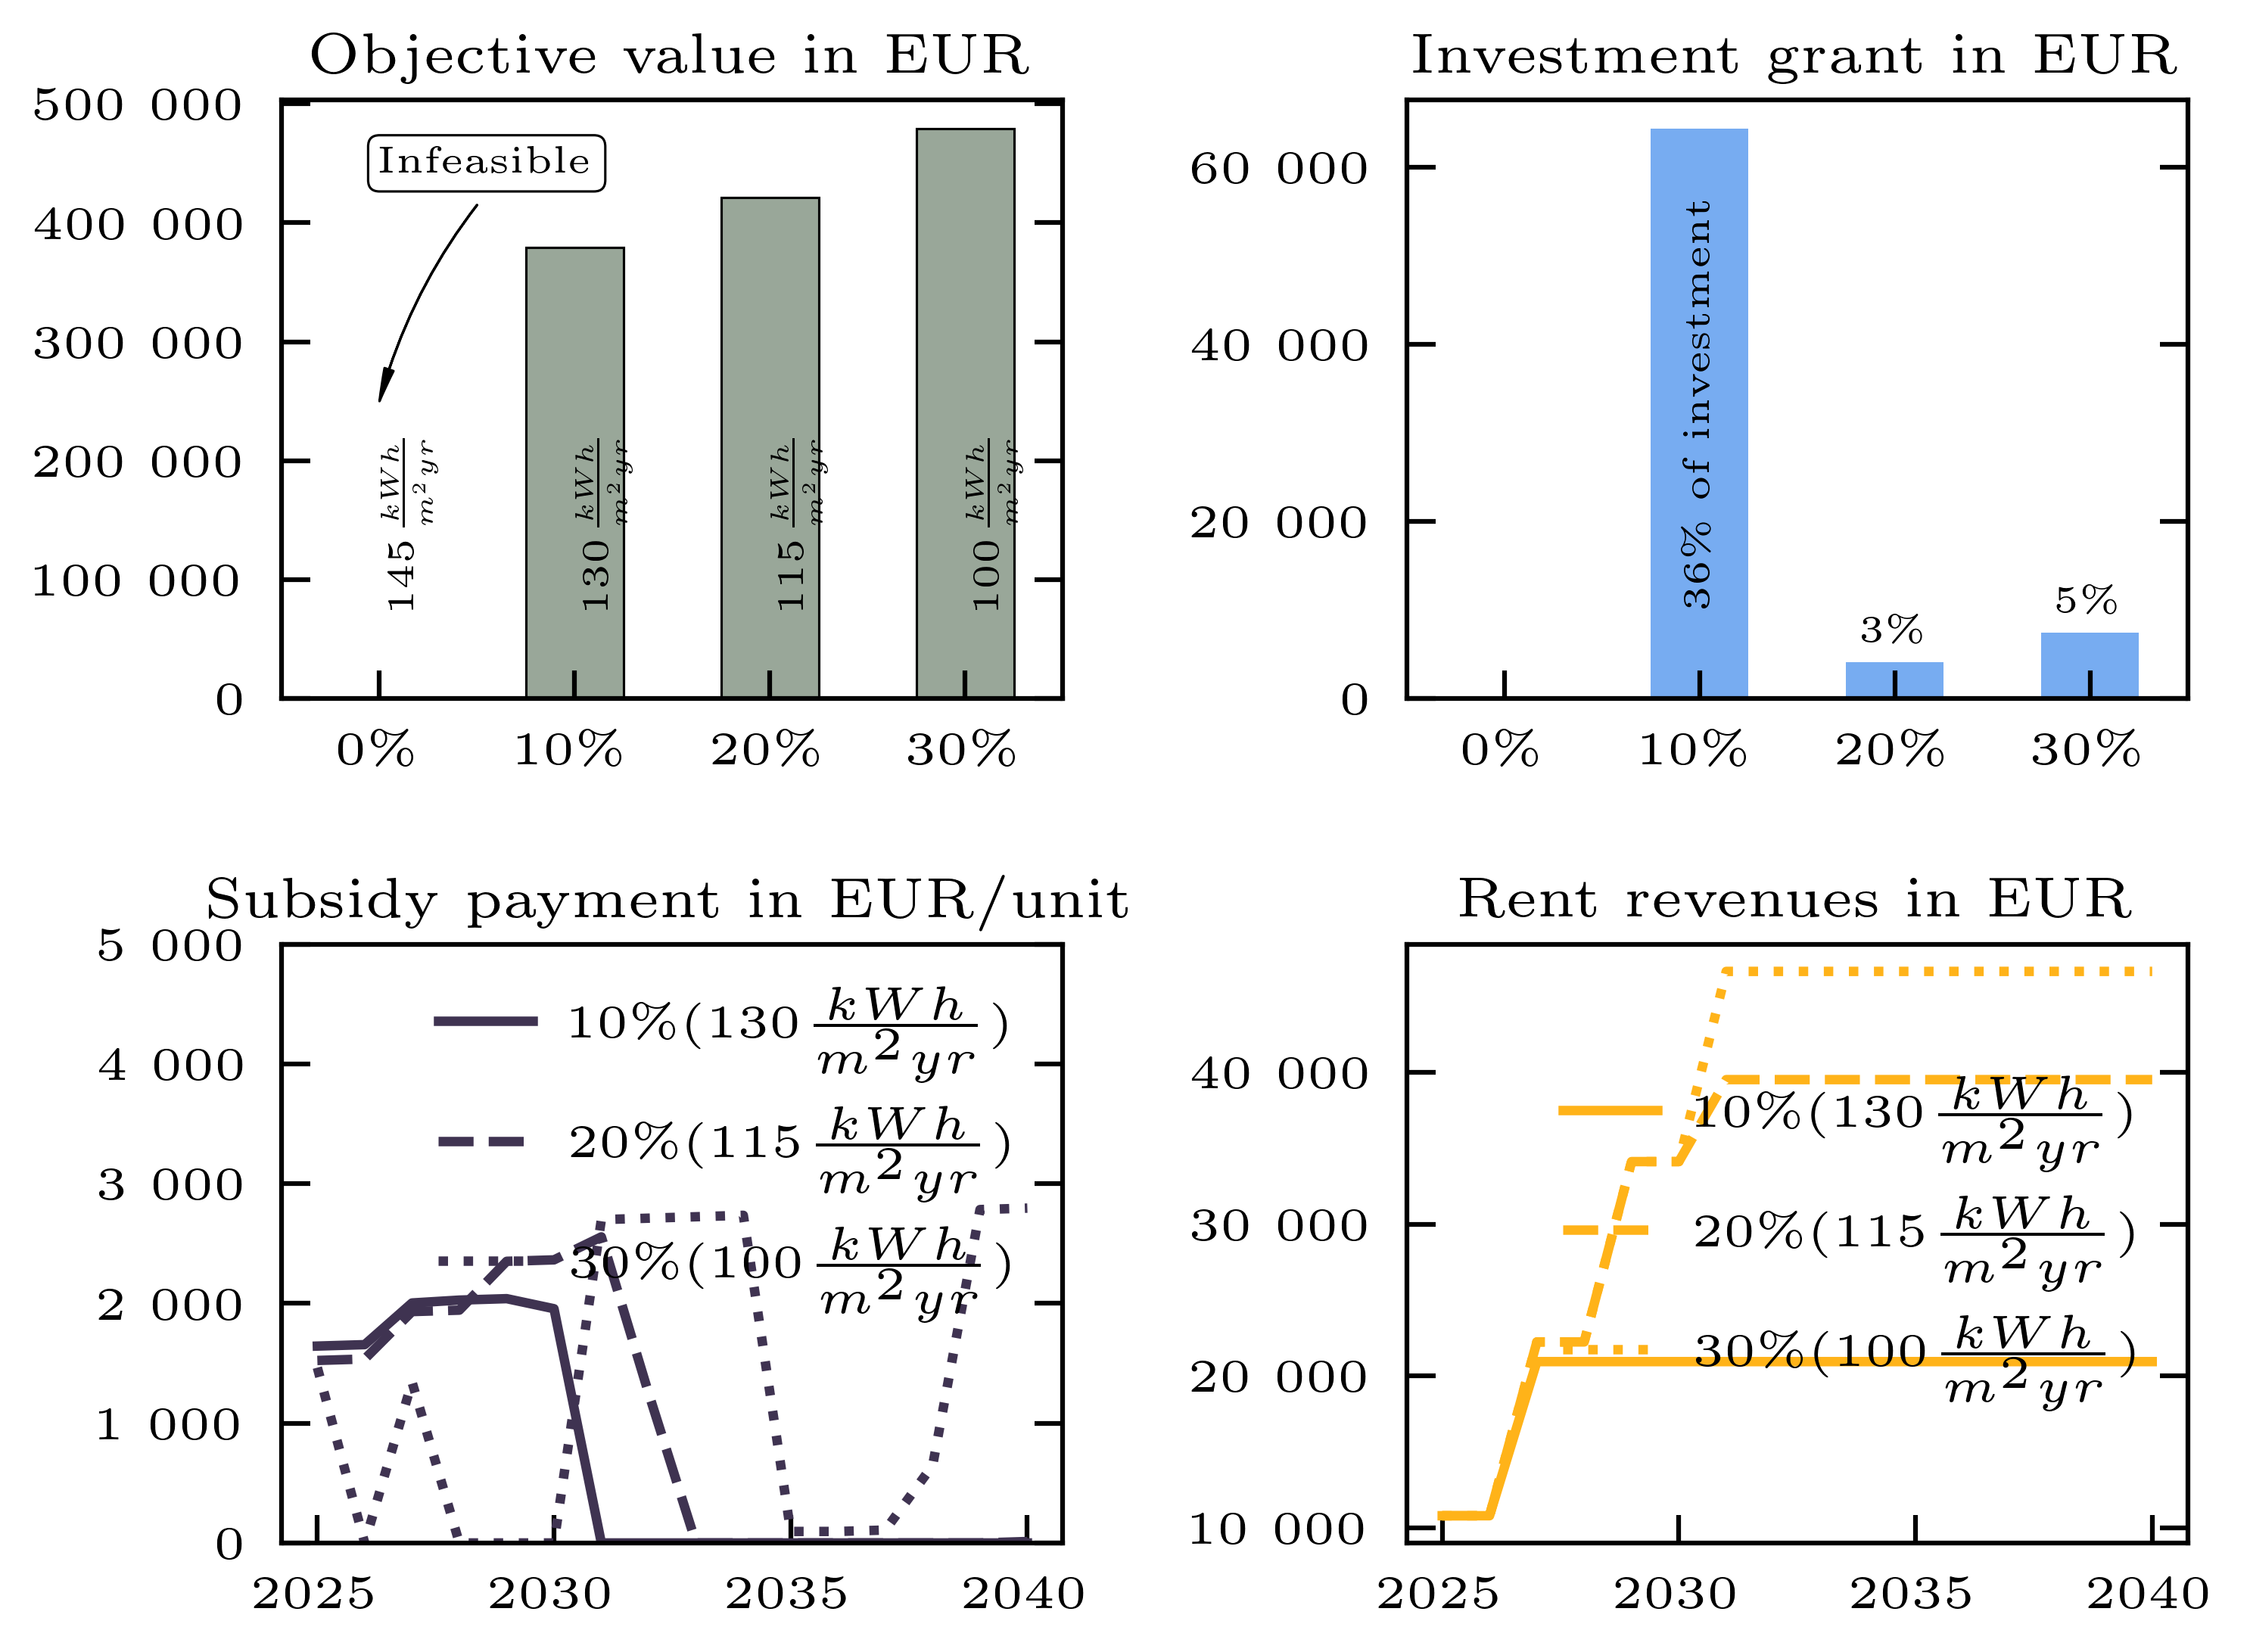 Objective value in EUR
500 000
400 000
300 000
200 000
100 000
0
Infeasible
145 kWh/m²yr
130 kWh/m²yr
115 kWh/m²yr
100 kWh/m²yr
0%
10%
20%
30%
Investment grant in EUR
60 000
40 000
20 000
0
36% of investment
3%
5%
0%
10%
20%
30%
Subsidy payment in EUR/unit
5 000
4 000
3 000
2 000
1 000
0
10%(130 kWh/m²yr)
20%(115 kWh/m²yr)
30%(100 kWh/m²yr)
2025
2030
2035
2040
Rent revenues in EUR
40 000
30 000
20 000
10 000
10%(130 kWh/m²yr)
20%(115 kWh/m²yr)
30%(100 kWh/m²yr)
2025
2030
2035
2040